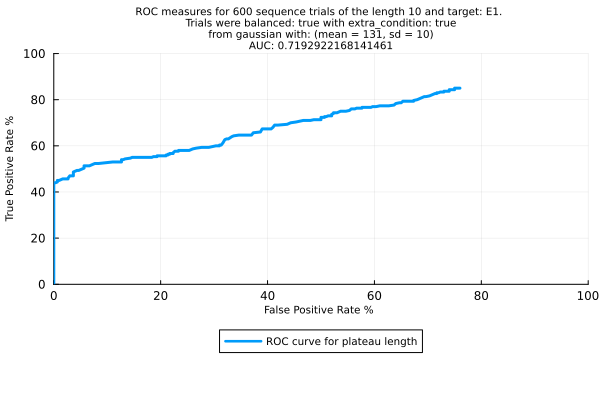 ROC measures for 600 sequence trials of the length 10 and target: E1.
Trials were balanced: true with extra_condition: true
from gaussian with: (mean = 131, sd = 10)
AUC: 0.7192922168141461
100
80
60
40
20
0
True Positive Rate %
0 20 40 60 80 100
False Positive Rate %
ROC curve for plateau length